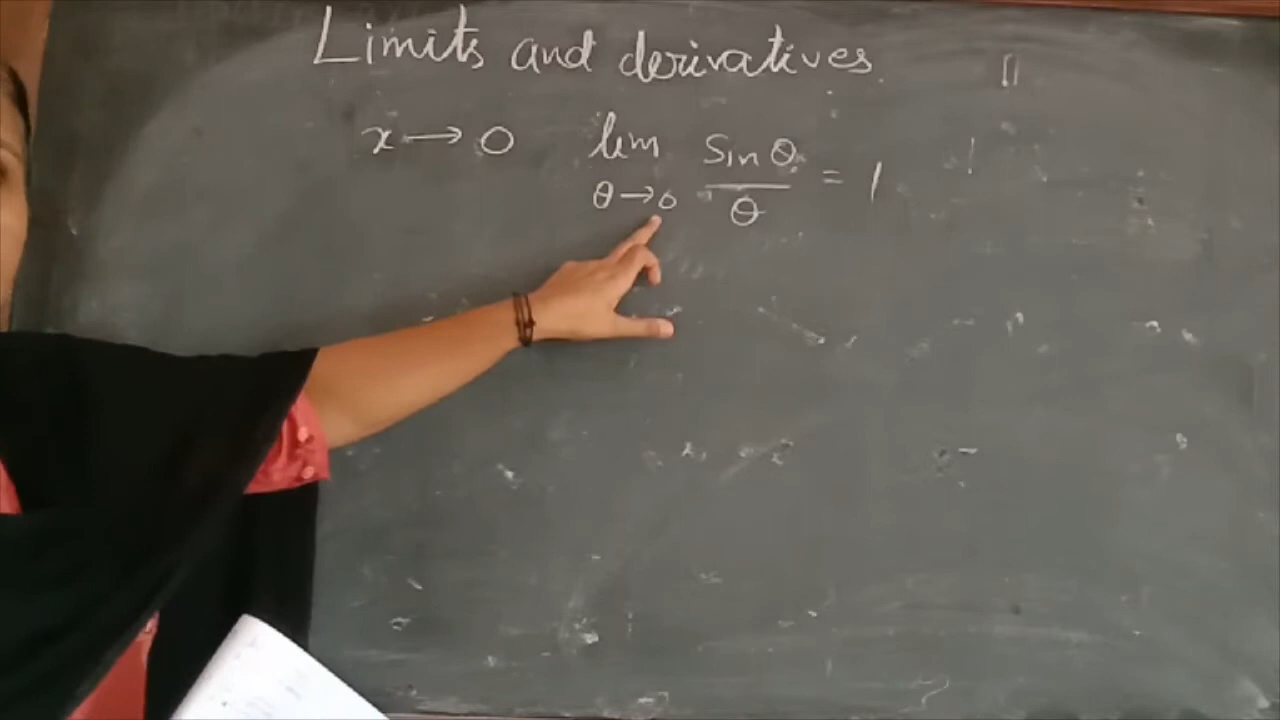 Limits and derivatives
x → 0 lim θ→0 Sin θ / θ = 1